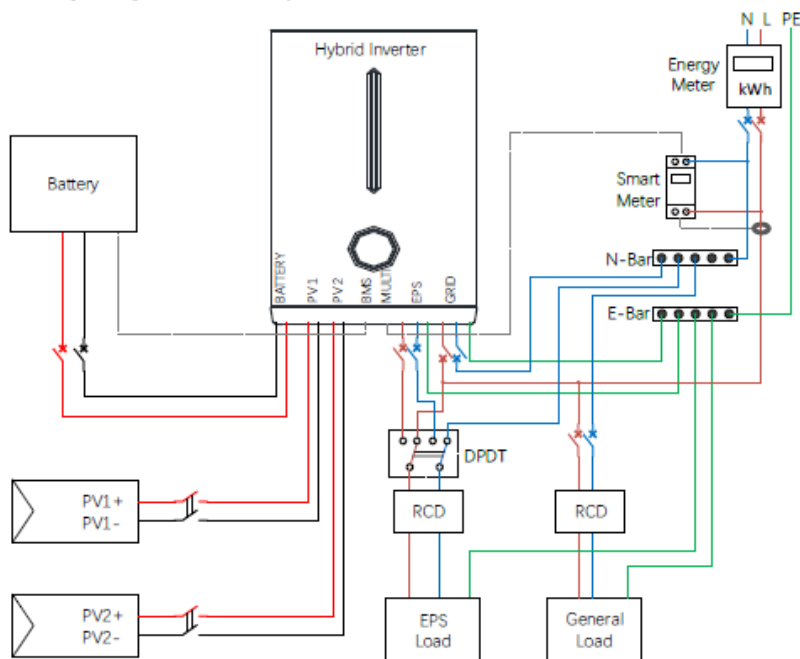 N L PE
Hybrid Inverter
Energy
Meter
kWh
Battery
Smart
Meter
BATTERY
PV1
PV2
BMS
MULTI
EPS
GRID
N-Bar
E-Bar
DPDT
PV1+
PV1-
RCD
RCD
PV2+
PV2-
EPS
Load
General
Load